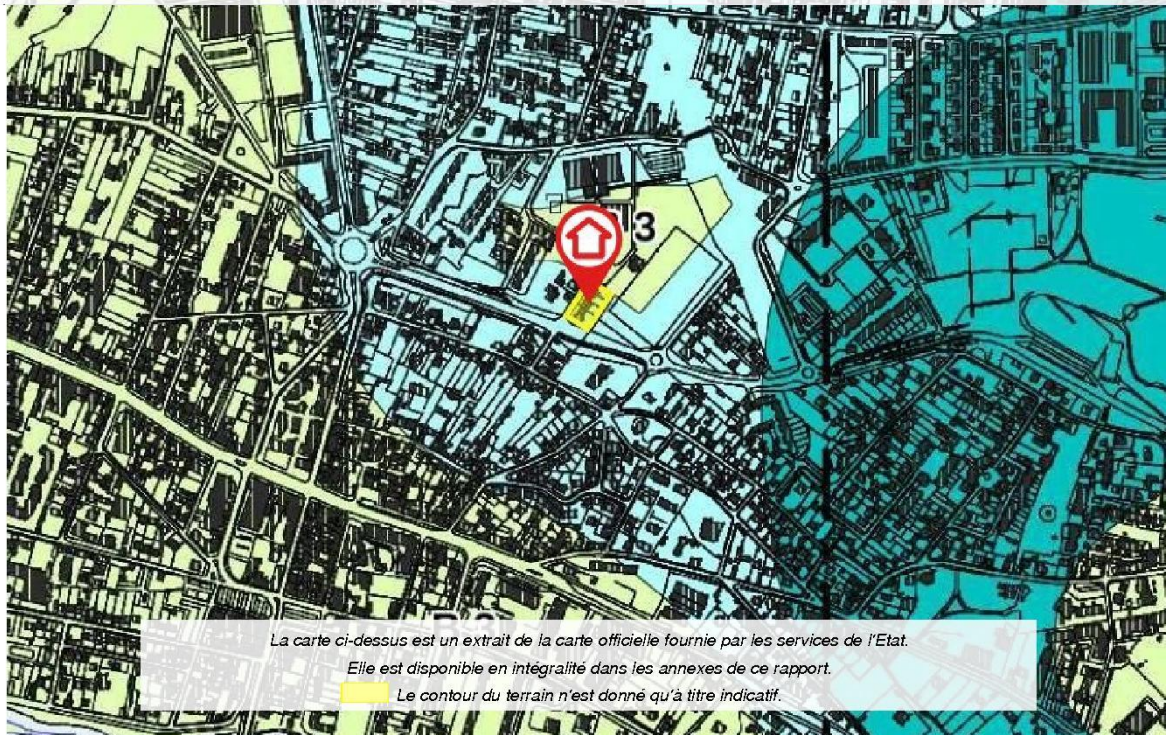 3
La carte ci-dessus est un extrait de la carte officielle fournie par les services de l'Etat.
Elle est disponible en intégralité dans les annexes de ce rapport.
Le contour du terrain n'est donné qu'à titre indicatif.